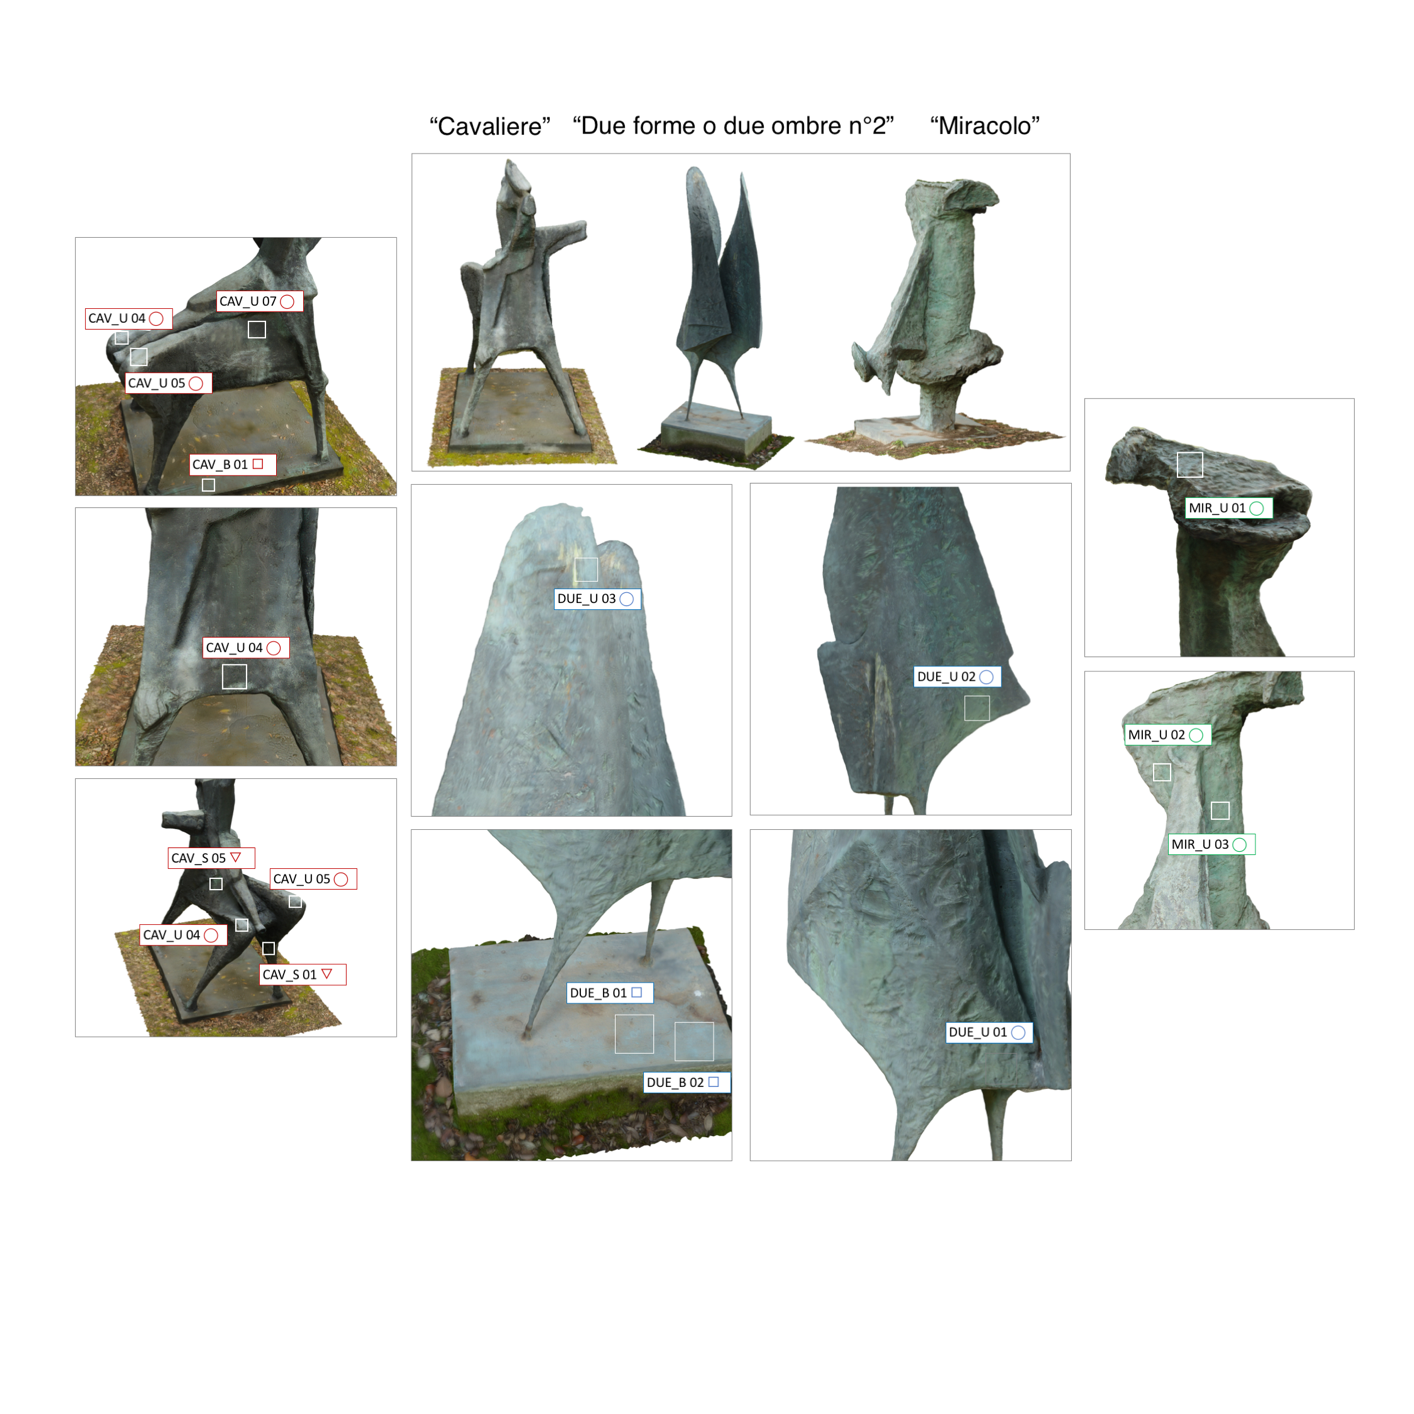 “Cavaliere” “Due forme o due ombre n°2” “Miracolo”
CAV_U 07
CAV_U 04
CAV_U 05
CAV_B 01
CAV_U 04
CAV_S 05
CAV_U 05
CAV_U 04
CAV_S 01
DUE_U 03
DUE_U 02
DUE_B 01
DUE_B 02
DUE_U 01
MIR_U 01
MIR_U 02
MIR_U 03